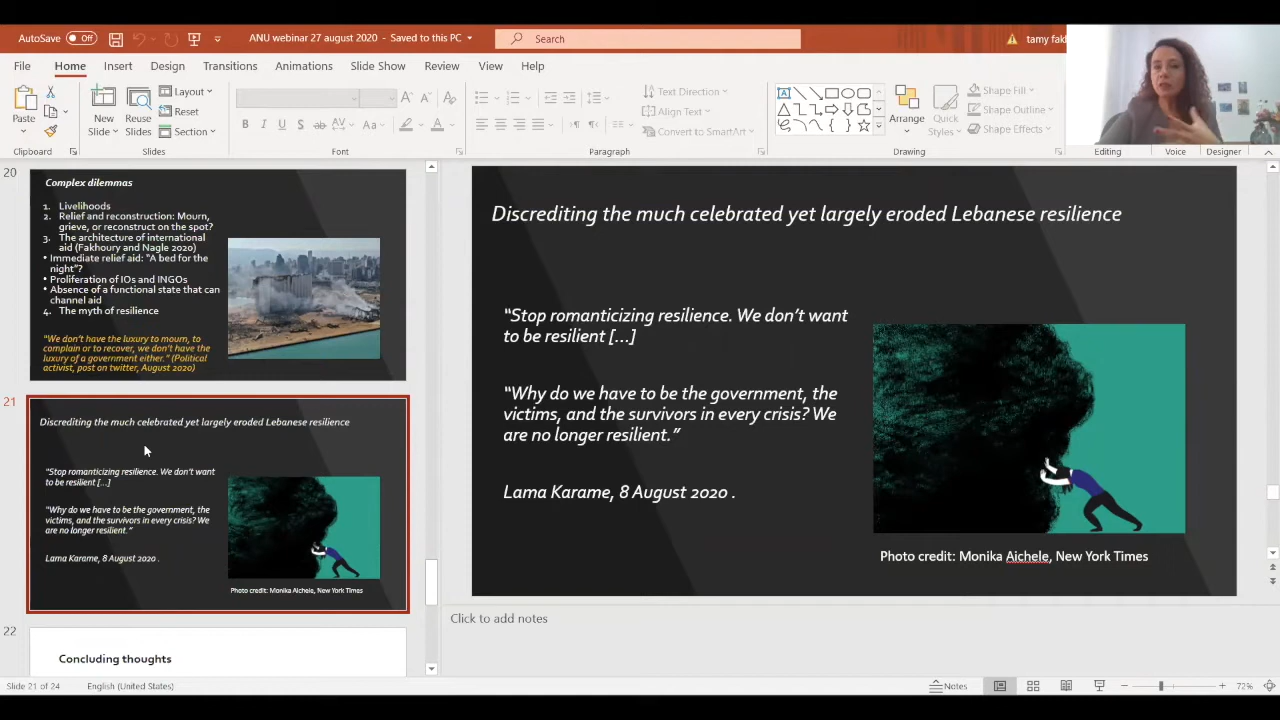 AutoSave
Off
ANU webinar 27 august 2020 - Saved to this PC
Search
tamy fak
File
Home
Insert
Design
Transitions
Animations
Slide Show
Review
View
Help
Paste
New
Slide
Reuse
Slides
Layout
Reset
Section
Text Direction
Align Text
Convert to SmartArt
Arrange
Quick
Styles
Shape Fill
Shape Outline
Shape Effects
Clipboard
Slides
Font
Paragraph
Drawing
Editing
Voice
Designer
20
Complex dilemmas
1. Livelihoods
2. Relief and reconstruction: Mourn,
grieve, or reconstruct on the spot?
3. The architecture of international
aid (Fakhoury and Nagle 2020)
• Immediate relief aid: “A bed for the
night”?
• Proliferation of IOs and INGOs
• Absence of a functional state that can
channel aid
4. The myth of resilience
“We don’t have the luxury to mourn, to
complain or to recover, we don’t have the
luxury of a government either.” (Political
activist, post on twitter, August 2020)
21
Discrediting the much celebrated yet largely eroded Lebanese resilience
“Stop romanticizing resilience. We don’t want
to be resilient [...]
“Why do we have to be the government, the
victims, and the survivors in every crisis? We
are no longer resilient.”
Lama Karame, 8 August 2020 .
Photo credit: Monika Aichele, New York Times
22
Concluding thoughts
Discrediting the much celebrated yet largely eroded Lebanese resilience
“Stop romanticizing resilience. We don’t want
to be resilient [...]
“Why do we have to be the government, the
victims, and the survivors in every crisis? We
are no longer resilient.”
Lama Karame, 8 August 2020 .
Photo credit: Monika Aichele, New York Times
Click to add notes
Slide 21 of 24
English (United States)
Notes
72%